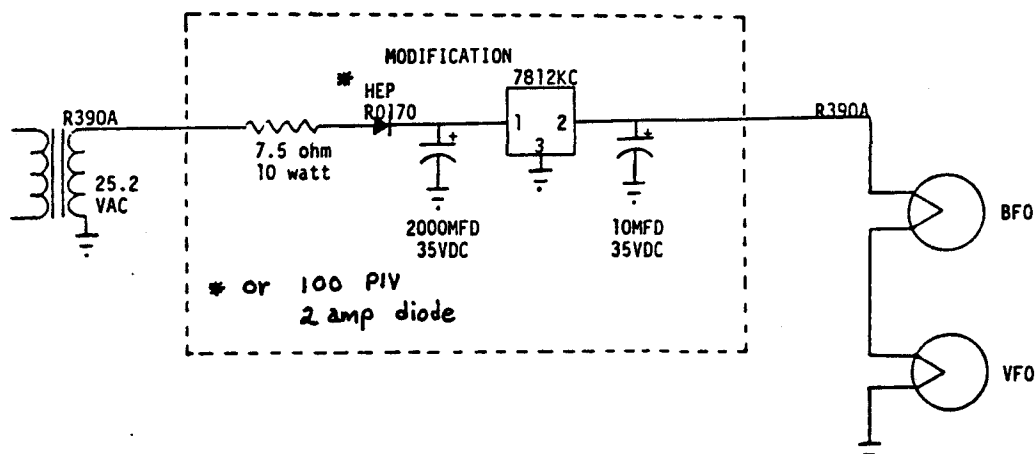 MODIFICATION
*
HEP
R0170
7812KC
R390A
R390A
1
2
3
+
+
7.5 ohm
10 watt
25.2
VAC
2000MFD
35VDC
10MFD
35VDC
BFO
* or 100 PIV
2 amp diode
VFO